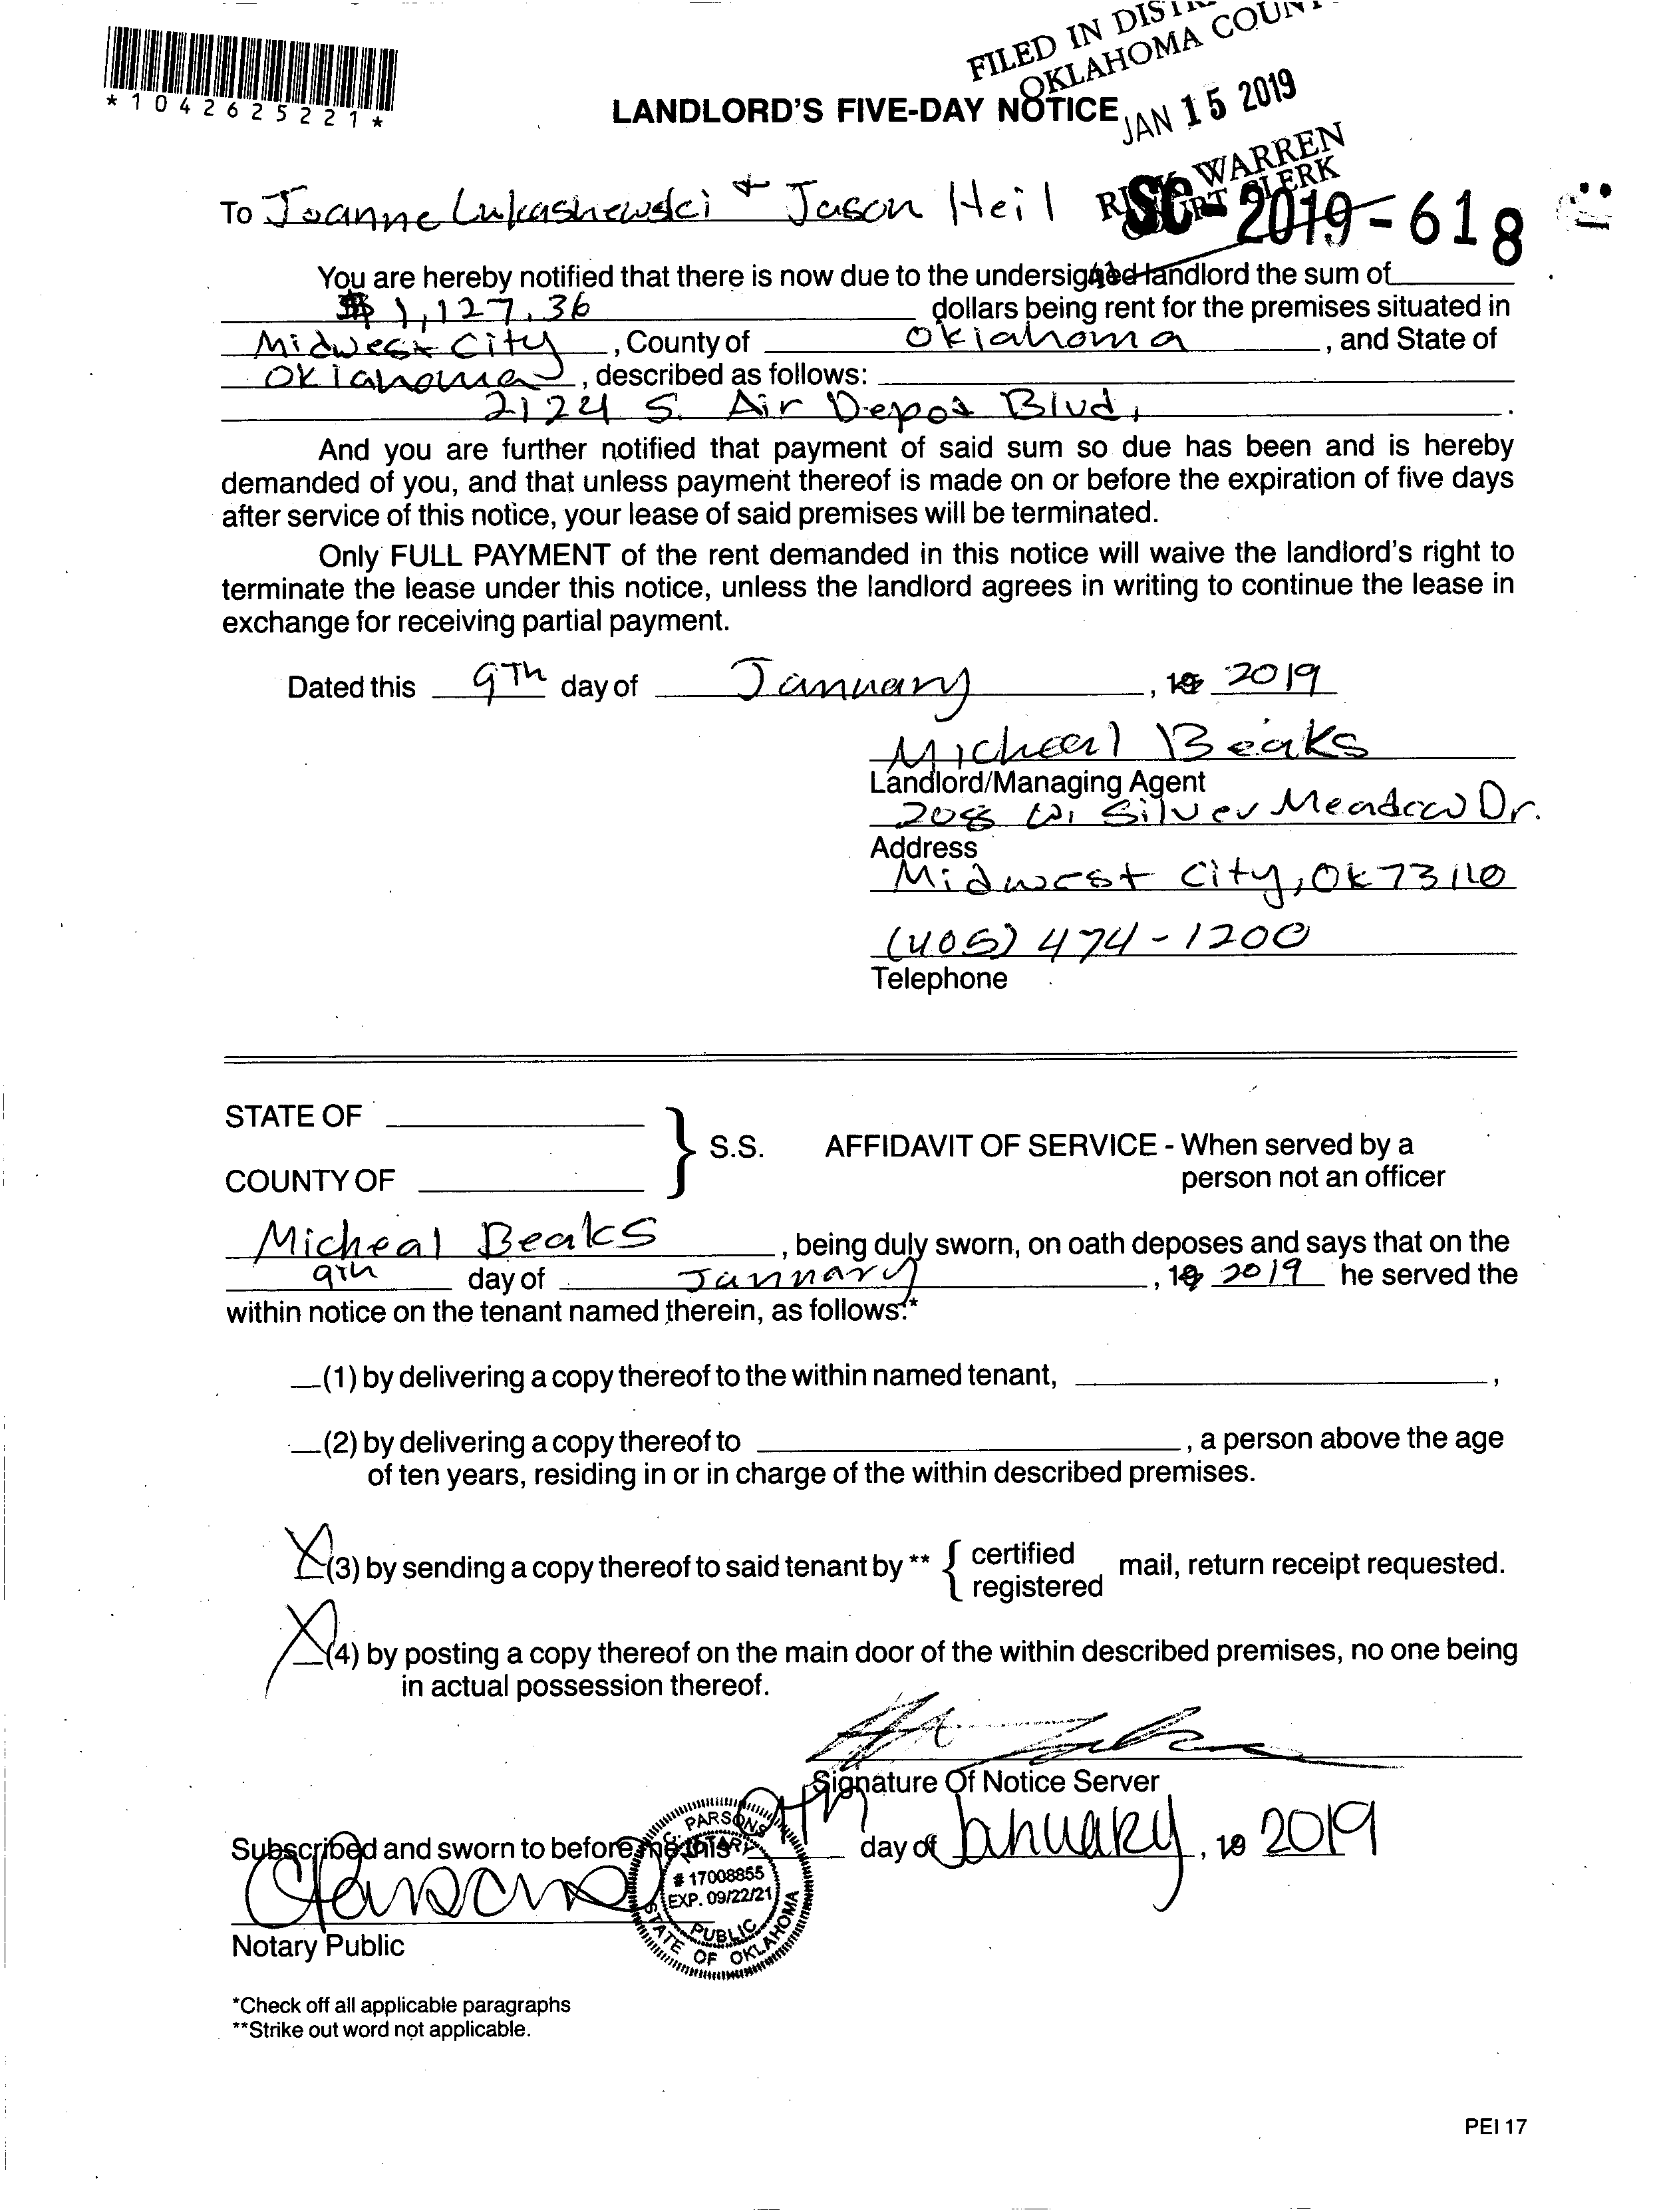 FILED IN DIST
OKLAHOMA COUN
*1042625221*
LANDLORD'S FIVE-DAY NOTICE
JAN 15 2019
WARREN
COURT CLERK
To Joanne Lukashewski + Jason Heil
SC-2019-618
You are hereby notified that there is now due to the undersigned landlord the sum of
$1,127.36 dollars being rent for the premises situated in
Midwest City, County of Oklahoma, and State of
Oklahoma, described as follows:
2124 S. Air Depot Blvd.
And you are further notified that payment of said sum so due has been and is hereby
demanded of you, and that unless payment thereof is made on or before the expiration of five days
after service of this notice, your lease of said premises will be terminated.
Only FULL PAYMENT of the rent demanded in this notice will waive the landlord's right to
terminate the lease under this notice, unless the landlord agrees in writing to continue the lease in
exchange for receiving partial payment.
Dated this 9Th day of January, 19 2019
Micheal Beaks
Landlord/Managing Agent
208 W. Silver Meadow Dr.
Address
Midwest City, OK 73110
(405) 474-1200
Telephone
STATE OF
COUNTY OF
S.S.
AFFIDAVIT OF SERVICE - When served by a
person not an officer
Micheal Beaks, being duly sworn, on oath deposes and says that on the
9th day of January, 19 2019 he served the
within notice on the tenant named therein, as follows:*
(1) by delivering a copy thereof to the within named tenant, ,
(2) by delivering a copy thereof to , a person above the age
of ten years, residing in or in charge of the within described premises.
X (3) by sending a copy thereof to said tenant by ** { certified registered mail, return receipt requested.
X (4) by posting a copy thereof on the main door of the within described premises, no one being
in actual possession thereof.
Signature Of Notice Server
Subscribed and sworn to before me this 9th day of January, 19 2019
PARSONS
NOTARY
# 17008855
EXP. 09/22/21
PUBLIC
STATE OF OKLAHOMA
Notary Public
*Check off all applicable paragraphs
**Strike out word not applicable.
PEI 17